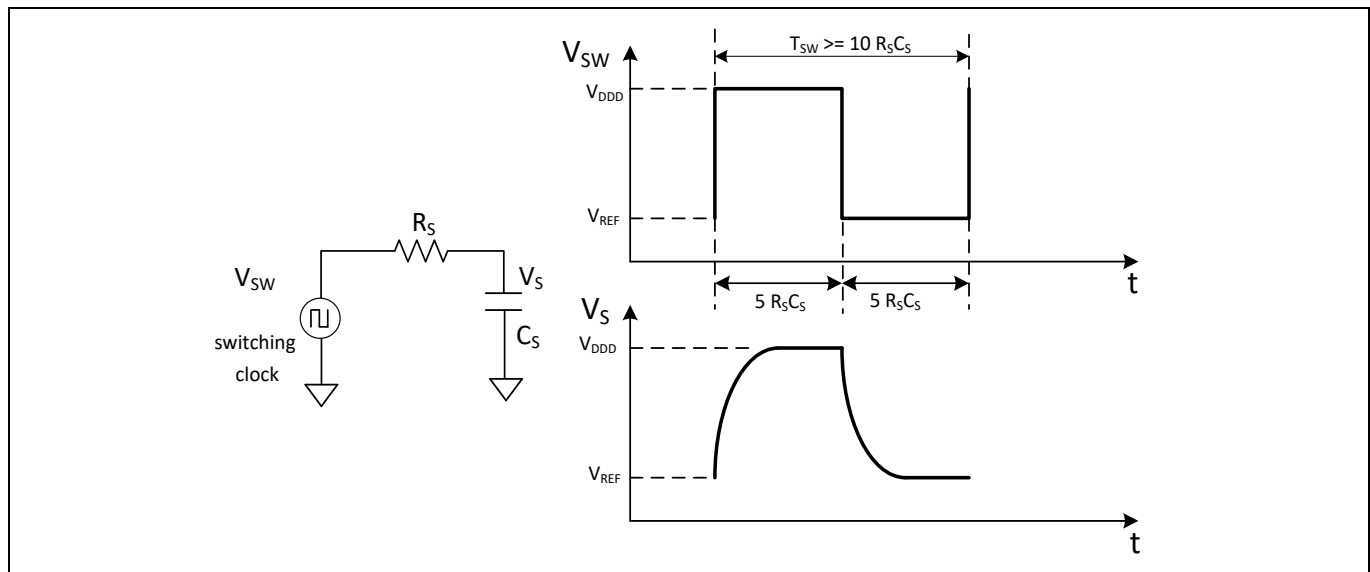 V_SW
switching
clock
R_S
V_S
C_S
V_SW
T_SW >= 10 R_SC_S
V_DDD
V_REF
t
5 R_SC_S
5 R_SC_S
V_S
V_DDD
V_REF
t